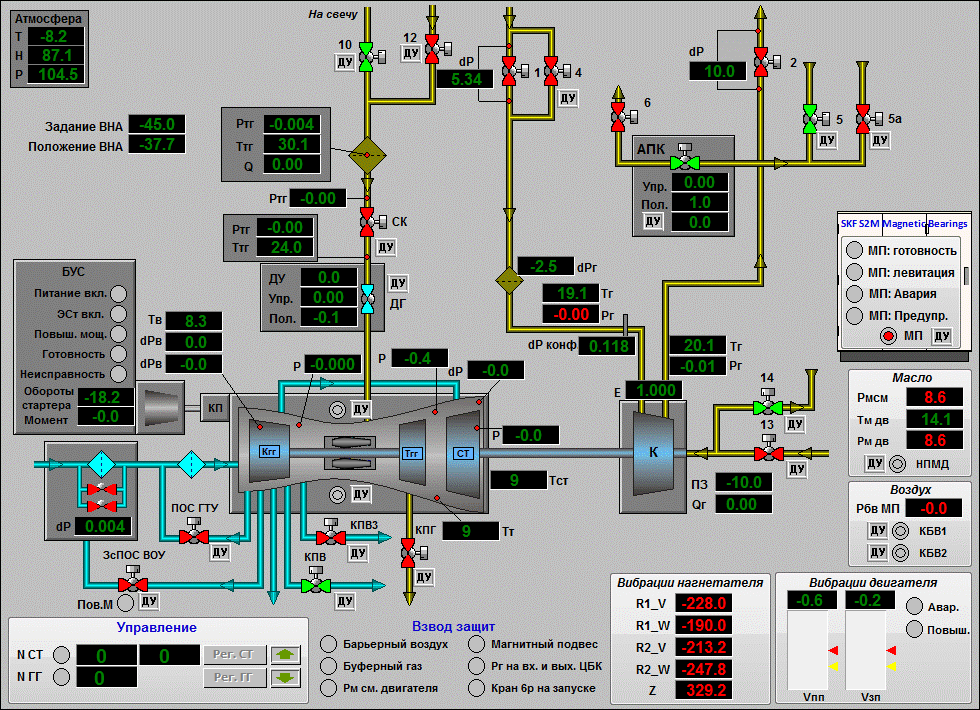 Атмосфера
Т -8.2
Н 87.1
Р 104.5
На свечу
10
ДУ
12
ДУ
dP
5.34
1
4
ДУ
dP
10.0
2
6
5
ДУ
5а
ДУ
Задание ВНА -45.0
Положение ВНА -37.7
Ртг -0.004
Ттг 30.1
Q 0.00
Ртг -0.00
СК
ДУ
Ртг -0.00
Ттг 24.0
ДУ 0.0
Упр. 0.00
Пол. -0.1
ДУ
ДГ
АПК
Упр. 0.00
Пол. 1.0
ДУ 0.0
SKF S2M Magnetic Bearings
МП: готовность
МП: левитация
МП: Авария
МП: Предупр.
МП ДУ
-2.5 dРг
19.1 Тг
-0.00 Рг
dP конф 0.118
20.1 Тг
-0.01 Рг
Е 1.000
БУС
Питание вкл.
ЭСт вкл.
Повыш. мощ.
Готовность
Неисправность
Обороты стартера -18.2
Момент -0.0
Тв 8.3
dРв 0.0
dРв -0.0
КП
Р -0.000
Р -0.4
dP -0.0
ДУ
Кгг
Тгг
СТ
Р -0.0
9 Тст
ДУ
9 Тт
К
14
ДУ
13
ДУ
ПЗ -10.0
Qг 0.00
Масло
Рмсм 8.6
Тм дв 14.1
Рм дв 8.6
ДУ НПМД
Воздух
Рбв МП -0.0
ДУ КБВ1
ДУ КБВ2
dP 0.004
ПОС ГТУ
ДУ
КПВЗ
ДУ
КПГ
ДУ
ЗсПОС ВОУ
Пов.М ДУ
КПВ
ДУ
Управление
N СТ 0 0 Рег. СТ
N ГГ 0 Рег. ГГ
Взвод защит
Барьерный воздух
Магнитный подвес
Буферный газ
Рг на вх. и вых. ЦБК
Рм см. двигателя
Кран 6р на запуске
Вибрации нагнетателя
R1_V -228.0
R1_W -190.0
R2_V -213.2
R2_W -247.8
Z 329.2
Вибрации двигателя
-0.6 -0.2
Авар.
Повыш.
Vпп Vзп